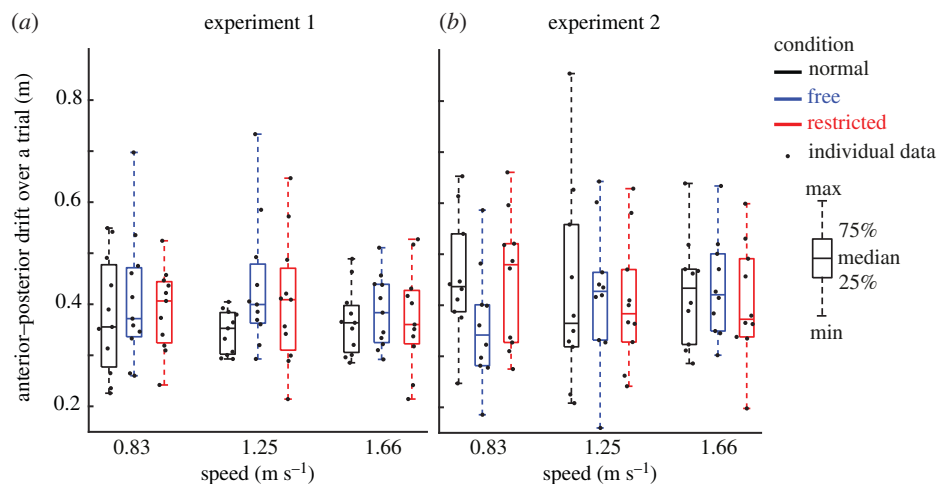 (a) experiment 1
(b) experiment 2
anterior–posterior drift over a trial (m)
0.8
0.6
0.4
0.2
0.83 1.25 1.66
speed (m s⁻¹)
0.83 1.25 1.66
speed (m s⁻¹)
condition
normal
free
restricted
individual data
max
75%
median
25%
min